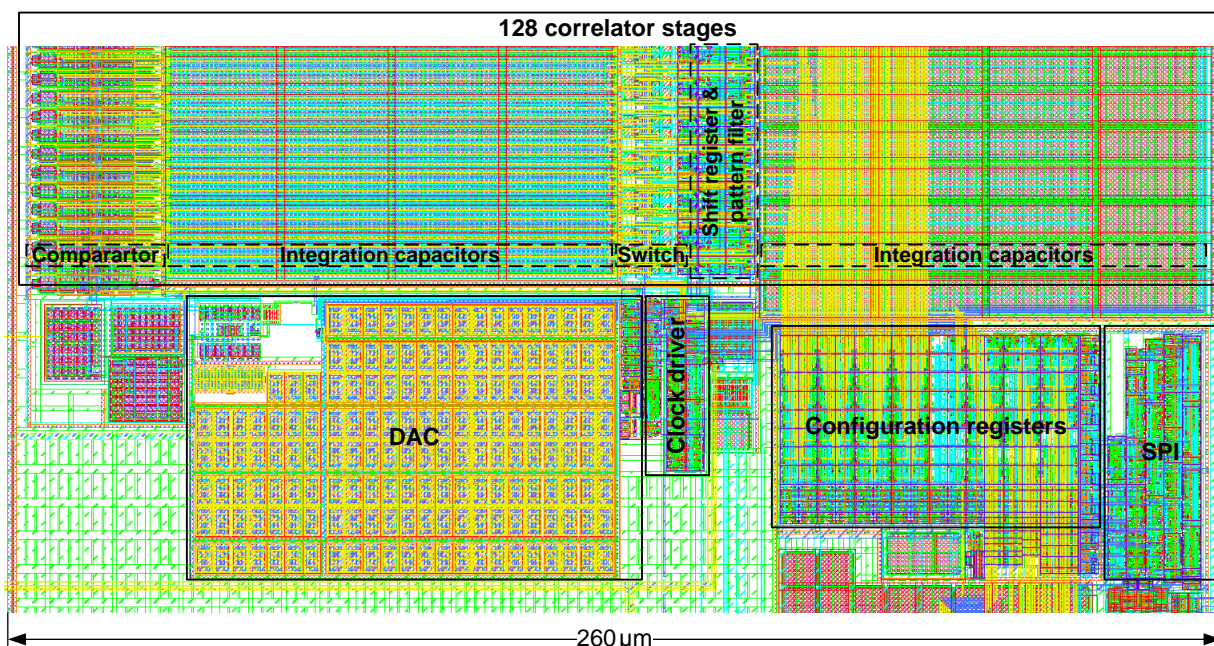 128 correlator stages
Shift register &
pattern filter
Comparartor
Integration capacitors
Switch
Integration capacitors
DAC
Clock driver
Configuration registers
SPI
260 µm